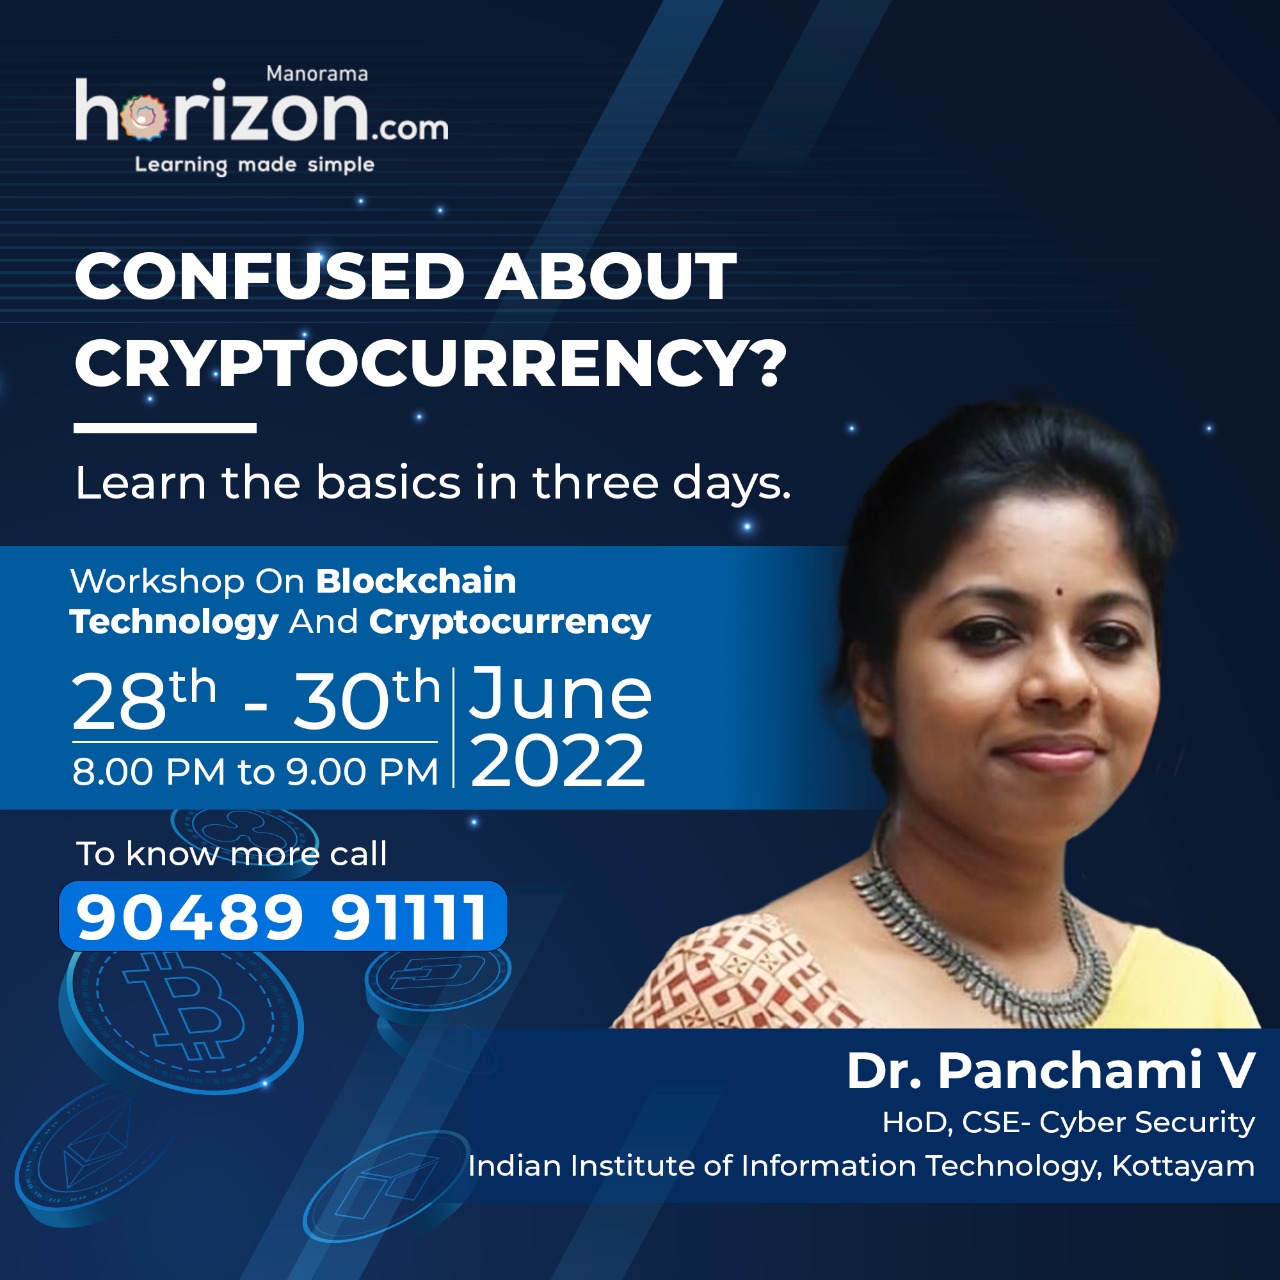 Manorama
horizon.com
Learning made simple
CONFUSED ABOUT
CRYPTOCURRENCY?
Learn the basics in three days.
Workshop On Blockchain
Technology And Cryptocurrency
28th - 30th
8.00 PM to 9.00 PM
June
2022
To know more call
90489 91111
Dr. Panchami V
HoD, CSE- Cyber Security
Indian Institute of Information Technology, Kottayam